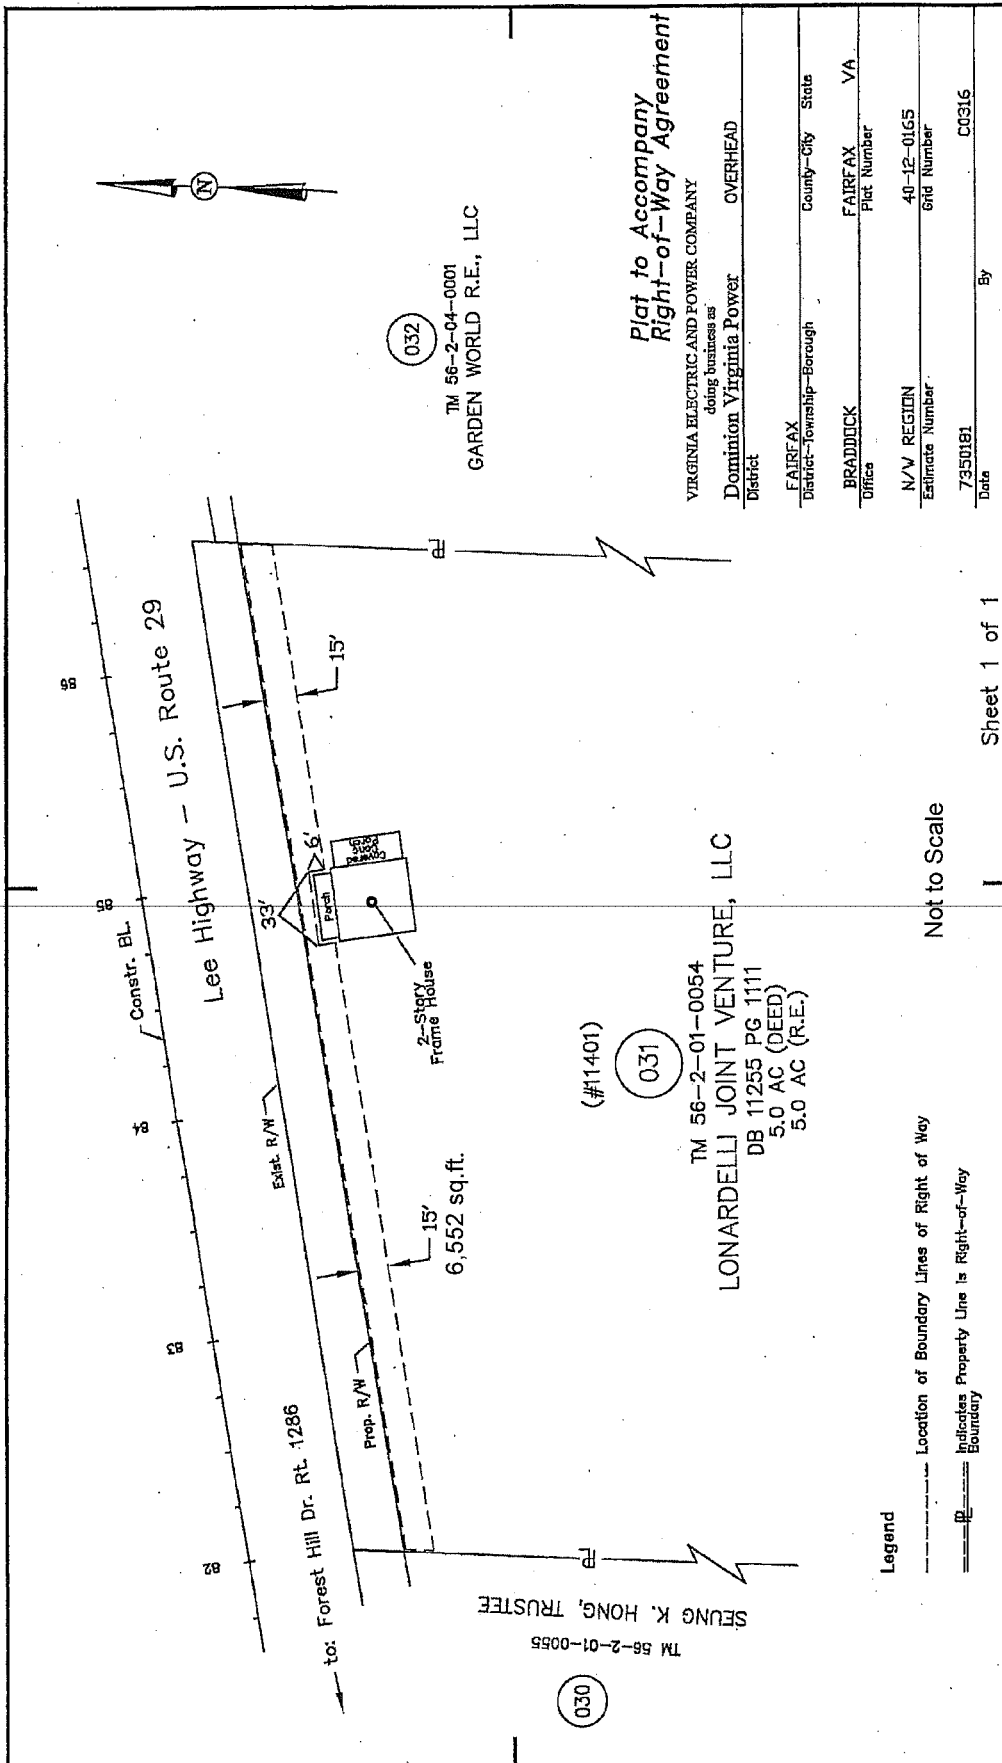 86
85
84
83
82
Constr. BL.
Lee Highway - U.S. Route 29
to: Forest Hill Dr. Rt. 1286
Exist. R/W
Prop. R/W
33'
6'
15'
15'
6,552 sq.ft.
Porch
Covered
Conc
Porch
2-Story
Frame House
N
032
TM 56-2-04-0001
GARDEN WORLD R.E., LLC
PL
PL
(#11401)
031
TM 56-2-01-0054
LONARDELLI JOINT VENTURE, LLC
DB 11255 PG 1111
5.0 AC (DEED)
5.0 AC (R.E.)
SEUNG K. HONG, TRUSTEE
TM 56-2-01-0055
030
Legend
Location of Boundary Lines of Right of Way
PL Indicates Property Line is Right-of-Way
Boundary
Not to Scale
Sheet 1 of 1
Plat to Accompany
Right-of-Way Agreement
VIRGINIA ELECTRIC AND POWER COMPANY
doing business as
Dominion Virginia Power OVERHEAD
District
FAIRFAX
District-Township-Borough County-City State
BRADDOCK FAIRFAX VA
Office Plat Number
N/W REGION 40-12-0165
Estimate Number Grid Number
7350181 C0316
Date By